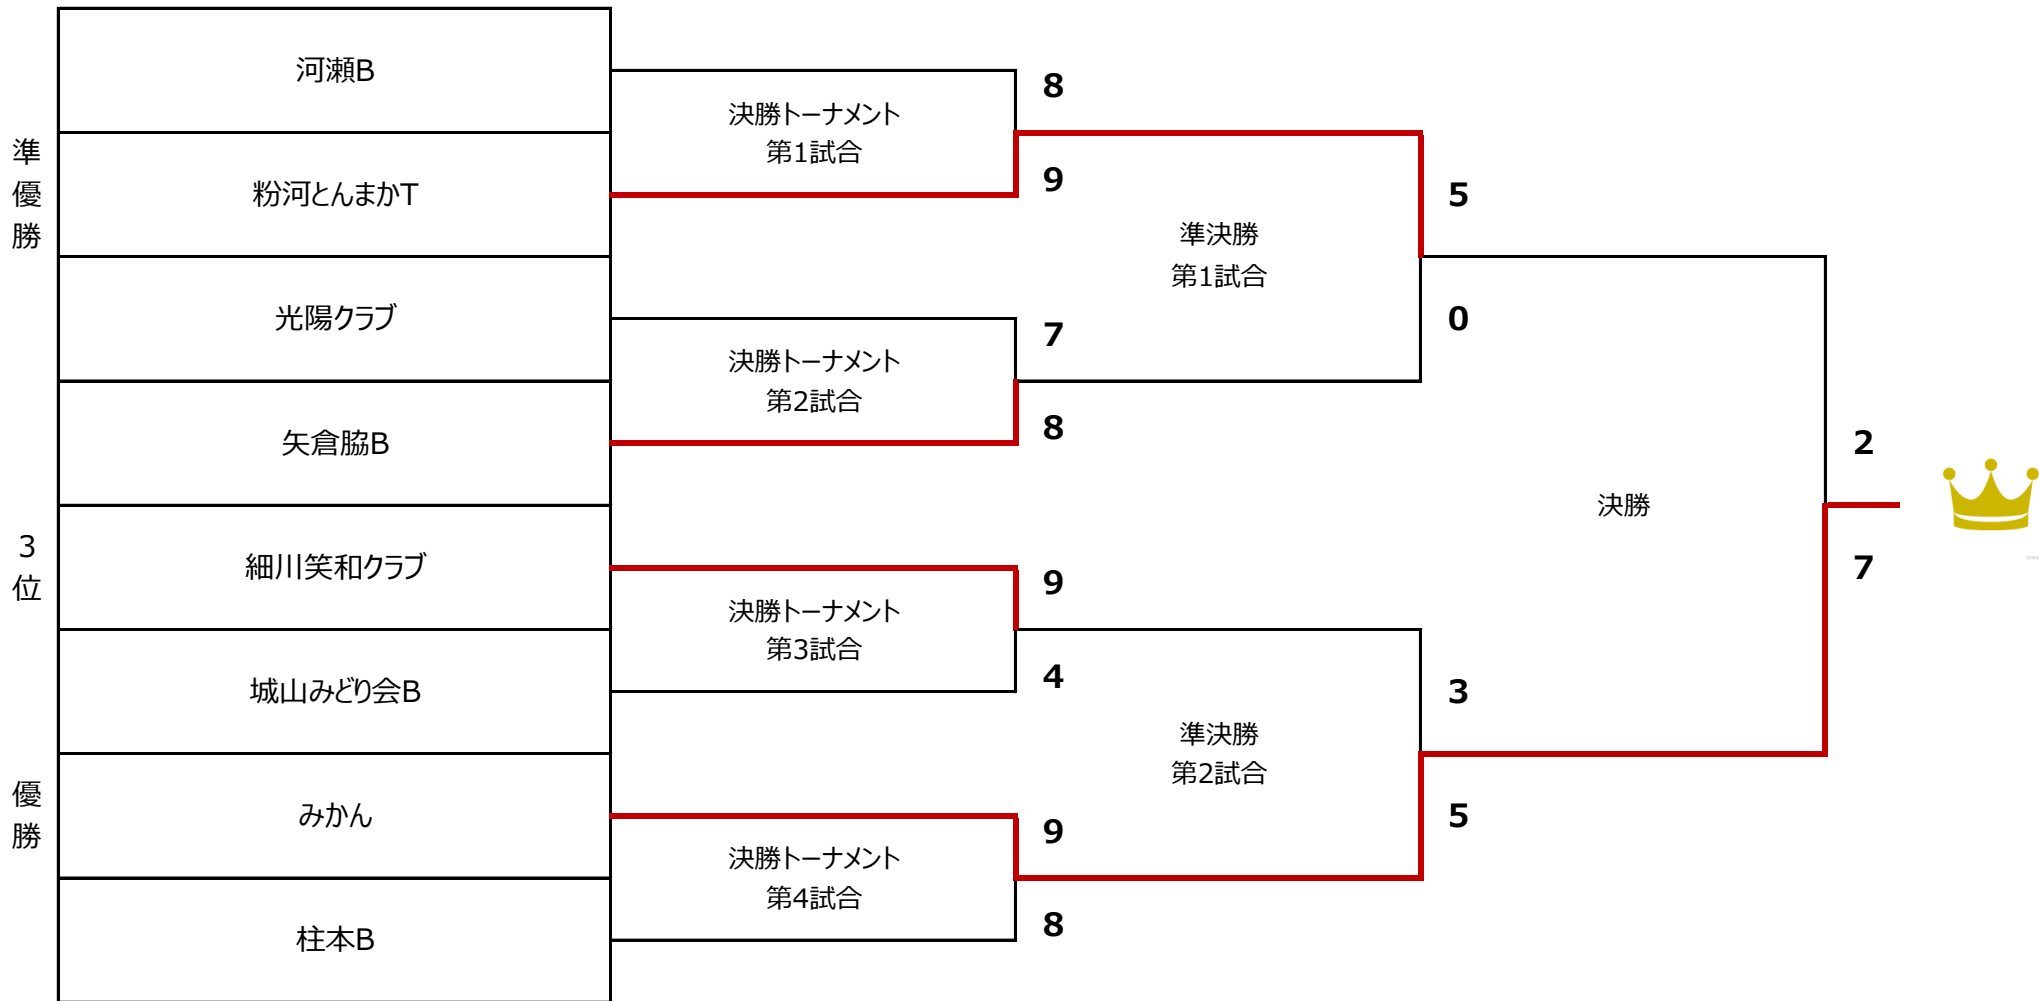 準優勝
3位
優勝
河瀬B
粉河とんまかT
光陽クラブ
矢倉脇B
細川笑和クラブ
城山みどり会B
みかん
柱本B
決勝トーナメント
第1試合
決勝トーナメント
第2試合
決勝トーナメント
第3試合
決勝トーナメント
第4試合
8
9
7
8
9
4
9
8
準決勝
第1試合
準決勝
第2試合
5
0
3
5
決勝
2
7